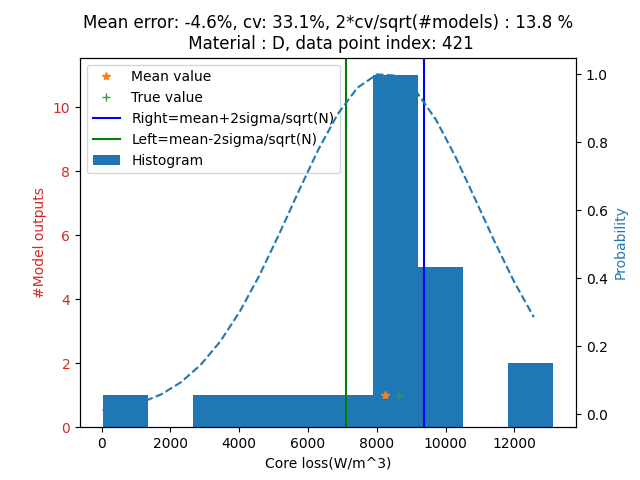 Mean error: -4.6%, cv: 33.1%, 2*cv/sqrt(#models) : 13.8 %
Material : D, data point index: 421
Mean value
True value
Right=mean+2sigma/sqrt(N)
Left=mean-2sigma/sqrt(N)
Histogram
#Model outputs
10
8
6
4
2
0
Probability
1.0
0.8
0.6
0.4
0.2
0.0
0 2000 4000 6000 8000 10000 12000
Core loss(W/m^3)